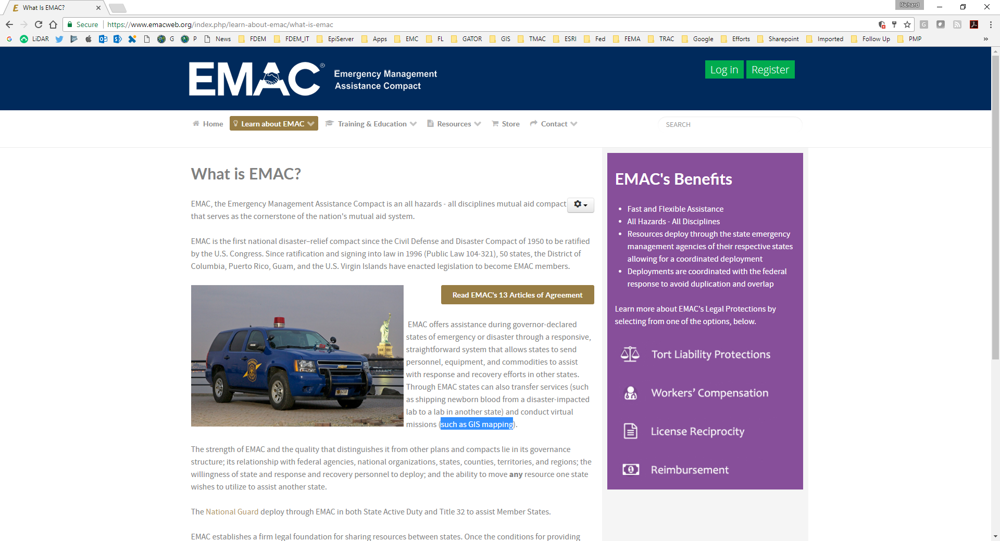 What Is EMAC?
Richard
Secure https://www.emacweb.org/index.php/learn-about-emac/what-is-emac
LiDAR G P News FDEM FDEM_IT EpiServer Apps EMC FL GATOR GIS TMAC ESRI Fed FEMA TRAC Google Efforts Sharepoint Imported Follow Up PMP »
EMAC® Emergency Management
Assistance Compact
Log in Register
Home Learn about EMAC Training & Education Resources Store Contact SEARCH
What is EMAC?
EMAC, the Emergency Management Assistance Compact is an all hazards - all disciplines mutual aid compact
that serves as the cornerstone of the nation's mutual aid system.
EMAC is the first national disaster–relief compact since the Civil Defense and Disaster Compact of 1950 to be ratified
by the U.S. Congress. Since ratification and signing into law in 1996 (Public Law 104-321), 50 states, the District of
Columbia, Puerto Rico, Guam, and the U.S. Virgin Islands have enacted legislation to become EMAC members.
Read EMAC's 13 Articles of Agreement
EMAC offers assistance during governor-declared
states of emergency or disaster through a responsive,
straightforward system that allows states to send
personnel, equipment, and commodities to assist
with response and recovery efforts in other states.
Through EMAC states can also transfer services (such
as shipping newborn blood from a disaster-impacted
lab to a lab in another state) and conduct virtual
missions (such as GIS mapping).
The strength of EMAC and the quality that distinguishes it from other plans and compacts lie in its governance
structure; its relationship with federal agencies, national organizations, states, counties, territories, and regions; the
willingness of state and response and recovery personnel to deploy; and the ability to move any resource one state
wishes to utilize to assist another state.
The National Guard deploy through EMAC in both State Active Duty and Title 32 to assist Member States.
EMAC establishes a firm legal foundation for sharing resources between states. Once the conditions for providing
EMAC's Benefits
• Fast and Flexible Assistance
• All Hazards - All Disciplines
• Resources deploy through the state emergency
management agencies of their respective states
allowing for a coordinated deployment
• Deployments are coordinated with the federal
response to avoid duplication and overlap
Learn more about EMAC's Legal Protections by
selecting from one of the options, below.
Tort Liability Protections
Workers' Compensation
License Reciprocity
Reimbursement